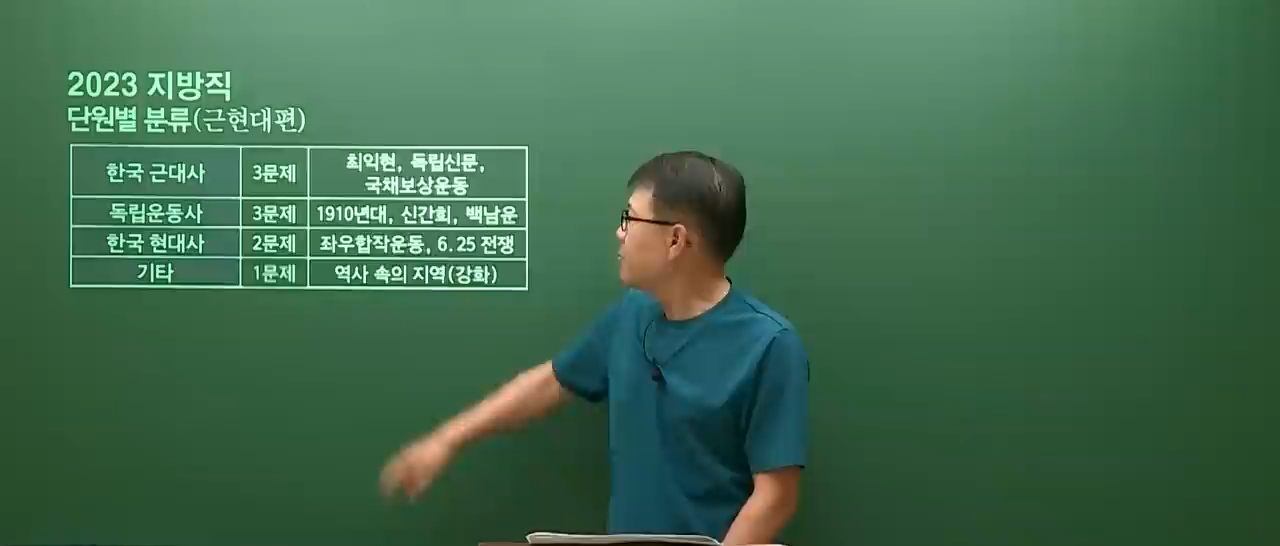 2023 지방직
단원별 분류(근현대편)
한국 근대사 3문제 최익현, 독립신문,
국채보상운동
독립운동사 3문제 1910년대, 신간회, 백남운
한국 현대사 2문제 좌우합작운동, 6.25 전쟁
기타 1문제 역사 속의 지역(강화)